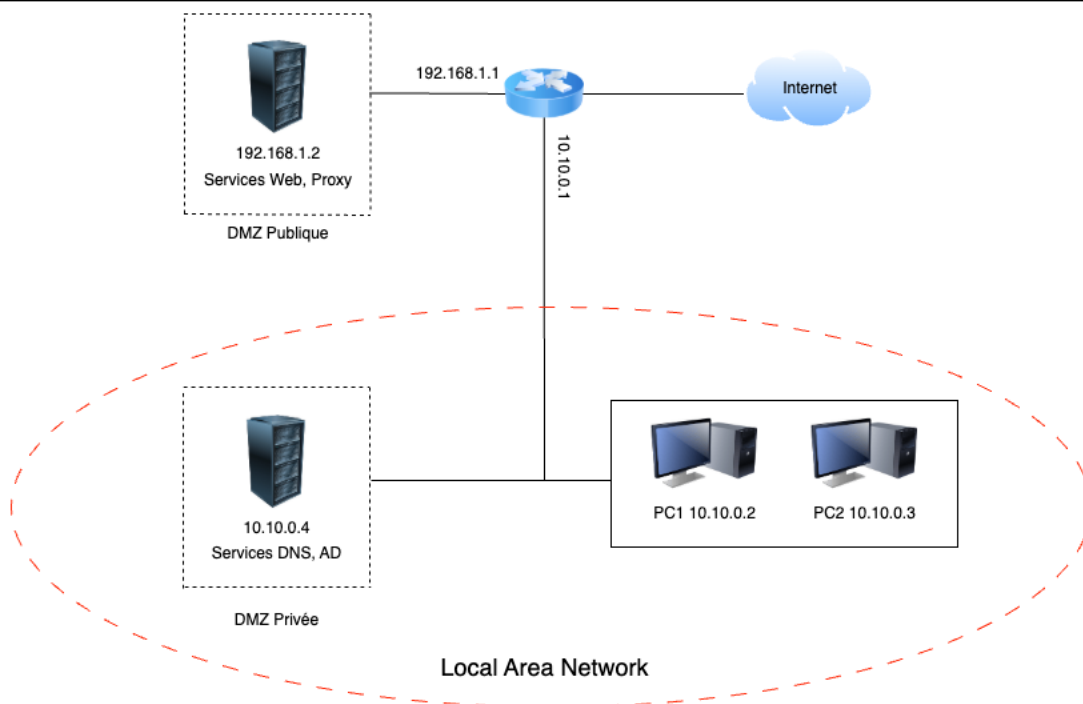 192.168.1.1
Internet
192.168.1.2
Services Web, Proxy
DMZ Publique
10.10.0.1
10.10.0.4
Services DNS, AD
DMZ Privée
PC1 10.10.0.2
PC2 10.10.0.3
Local Area Network